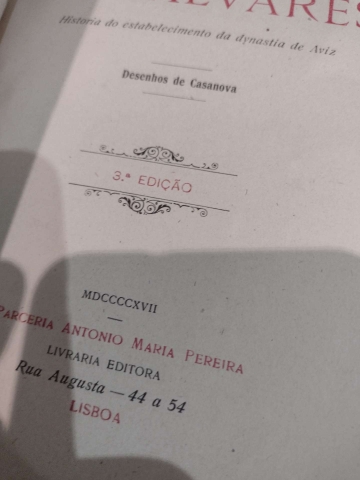 ALVARES
Historia do estabelecimento da dynastia de Aviz
Desenhos de Casanova
3.ª EDIÇÃO
MDCCCCXVII
PARCERIA ANTONIO MARIA PEREIRA
LIVRARIA EDITORA
Rua Augusta — 44 a 54
LISBOA